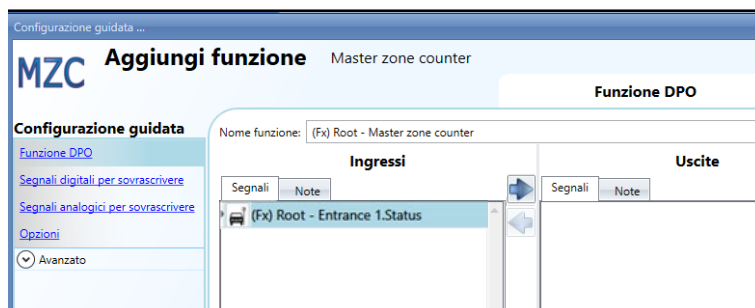 Configurazione guidata ...
MZC Aggiungi funzione Master zone counter
Funzione DPO
Configurazione guidata
Funzione DPO
Segnali digitali per sovrascrivere
Segnali analogici per sovrascrivere
Opzioni
Avanzato
Nome funzione: (Fx) Root - Master zone counter
Ingressi
Segnali Note
(Fx) Root - Entrance 1.Status
Uscite
Segnali Note